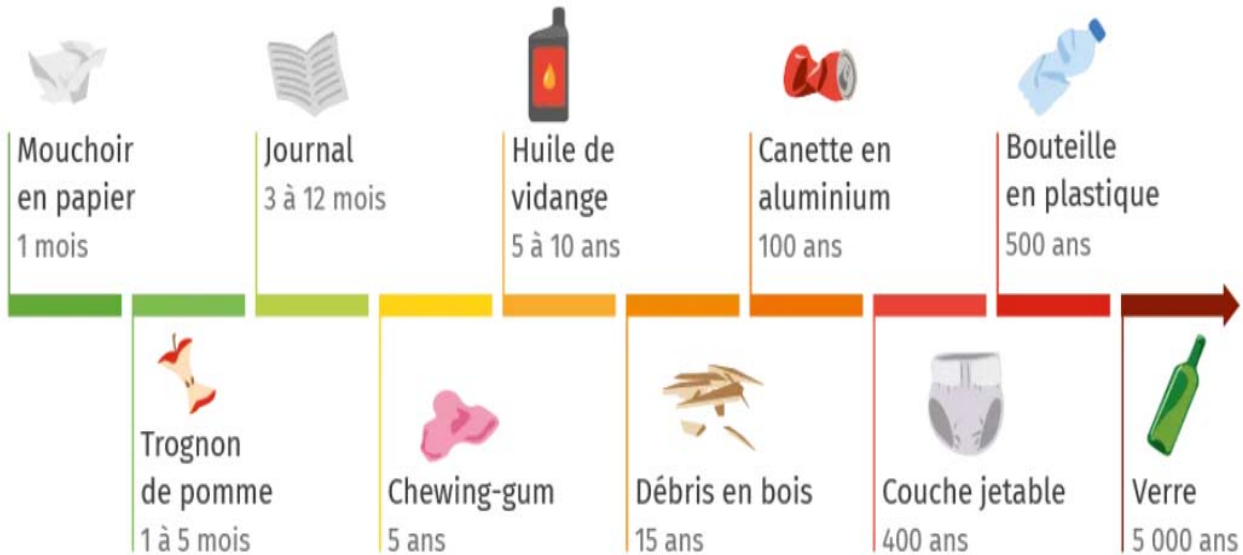 Mouchoir
en papier
1 mois
Journal
3 à 12 mois
Huile de
vidange
5 à 10 ans
Canette en
aluminium
100 ans
Bouteille
en plastique
500 ans
Trognon
de pomme
1 à 5 mois
Chewing-gum
5 ans
Débris en bois
15 ans
Couche jetable
400 ans
Verre
5 000 ans